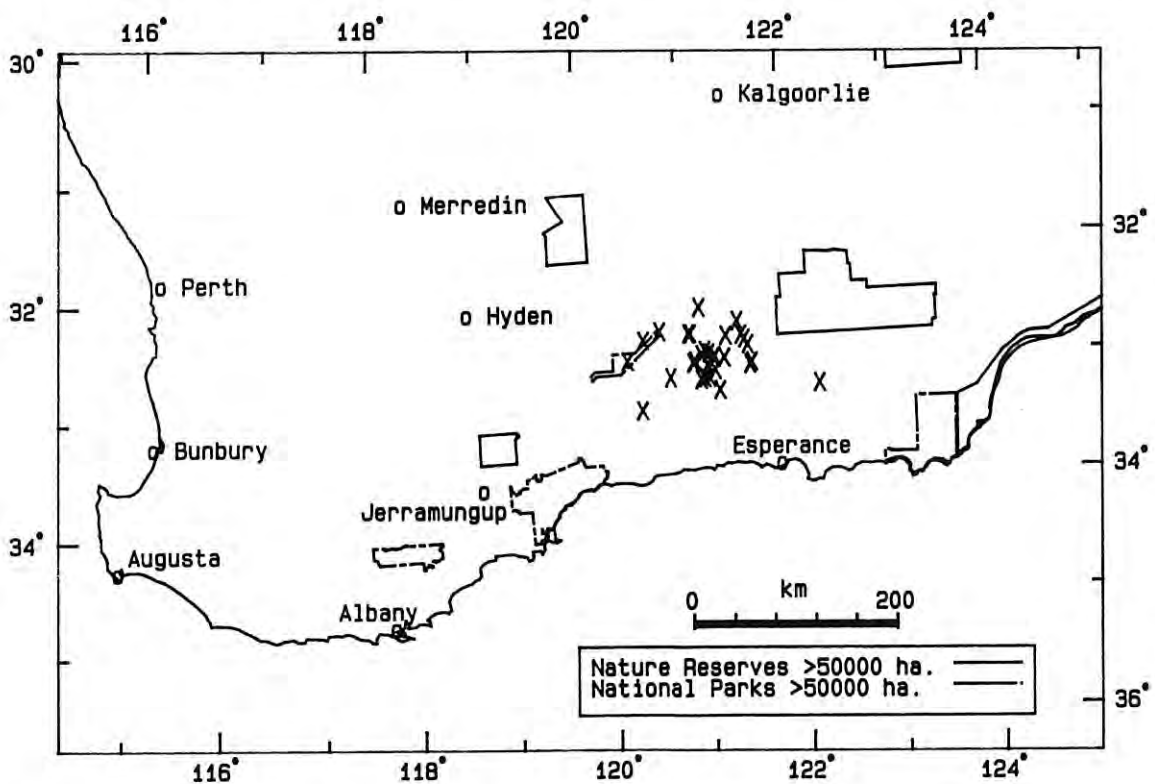 116° 118° 120° 122° 124°
30°
Kalgoorlie
Merredin
32°
Perth
32°
Hyden
Bunbury
Esperance
34°
Jerramungup
34°
Augusta
Albany
km
0 200
Nature Reserves >50000 ha.
National Parks >50000 ha.
36°
116° 118° 120° 122° 124°